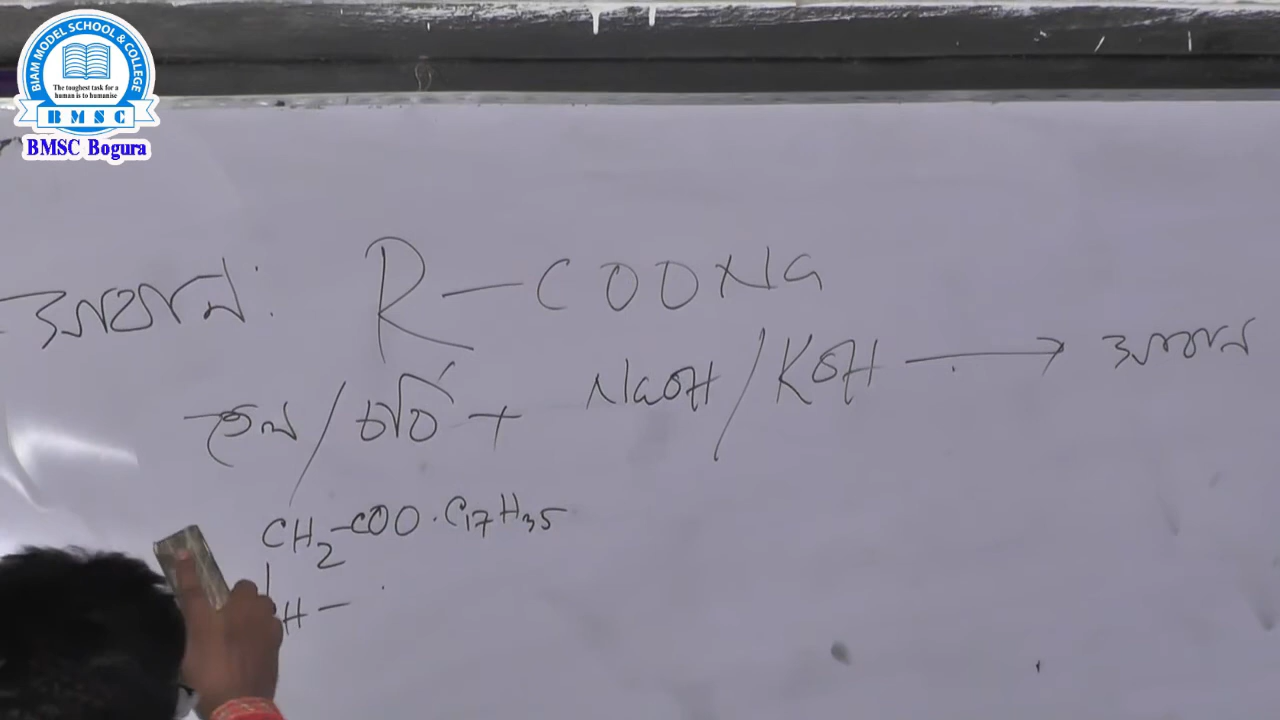 BIAM MODEL SCHOOL & COLLEGE
The toughest task for a
human is to humanise
BMSC
BMSC Bogura
সাবান: R-COONa
তেল/চর্বি + NaOH/KOH → সাবান
CH₂-COO.C₁₇H₃₅
H-